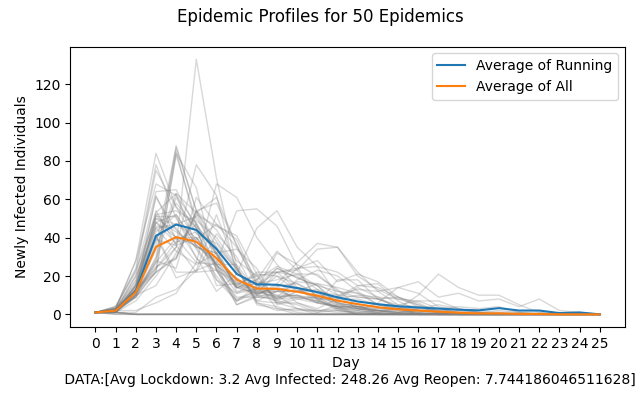 Epidemic Profiles for 50 Epidemics
Average of Running
Average of All
Newly Infected Individuals
120
100
80
60
40
20
0
0 1 2 3 4 5 6 7 8 9 10 11 12 13 14 15 16 17 18 19 20 21 22 23 24 25
Day
DATA:[Avg Lockdown: 3.2 Avg Infected: 248.26 Avg Reopen: 7.744186046511628]